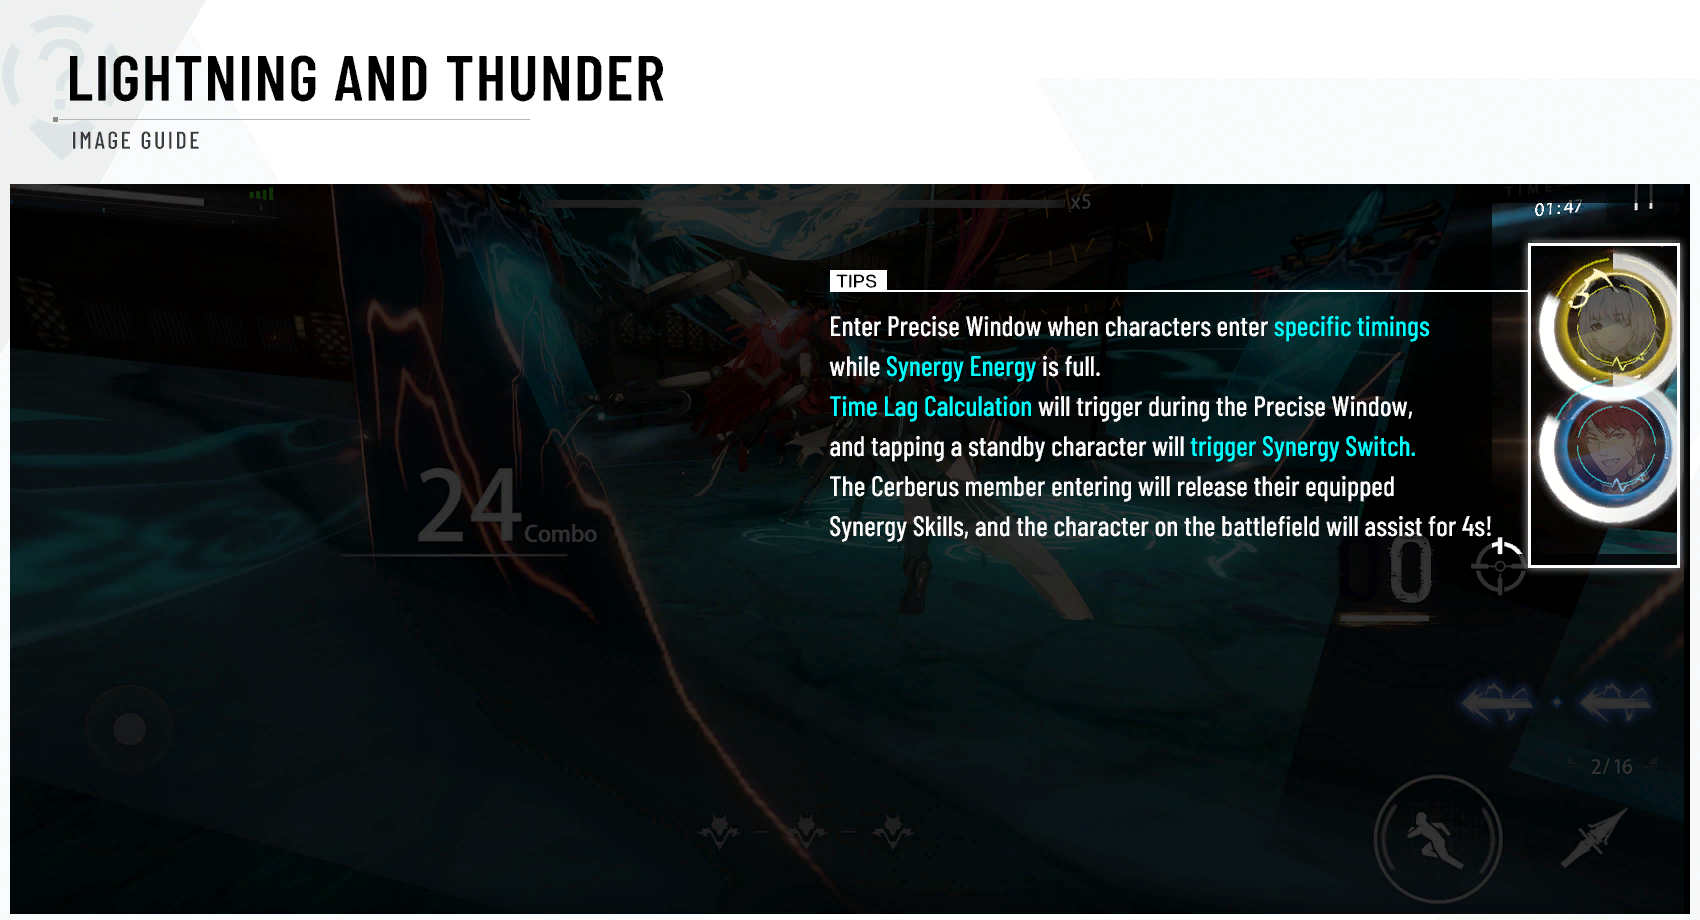 LIGHTNING AND THUNDER
IMAGE GUIDE
x5
TIME
01:47
TIPS
Enter Precise Window when characters enter specific timings
while Synergy Energy is full.
Time Lag Calculation will trigger during the Precise Window,
and tapping a standby character will trigger Synergy Switch.
The Cerberus member entering will release their equipped
Synergy Skills, and the character on the battlefield will assist for 4s!
24 Combo
00
2/16